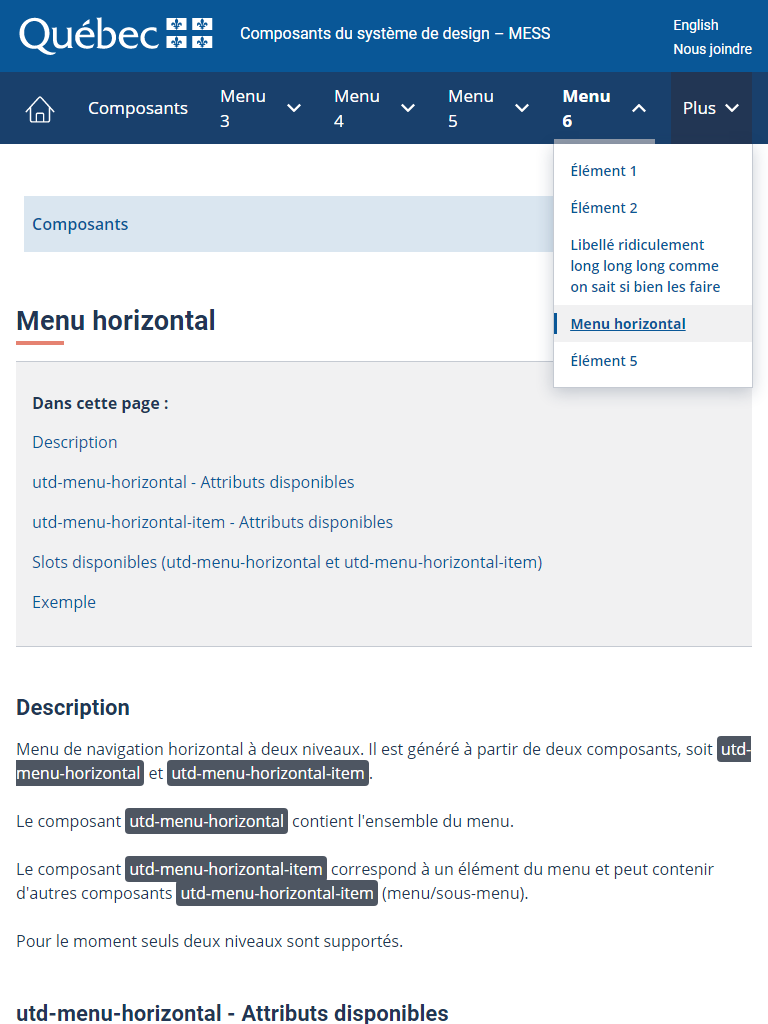 Québec
Composants du système de design – MESS
English
Nous joindre
Composants
Menu
3
Menu
4
Menu
5
Menu
6
Plus
Élément 1
Élément 2
Libellé ridiculement
long long long comme
on sait si bien les faire
Menu horizontal
Élément 5
Composants
Menu horizontal
Dans cette page :
Description
utd-menu-horizontal - Attributs disponibles
utd-menu-horizontal-item - Attributs disponibles
Slots disponibles (utd-menu-horizontal et utd-menu-horizontal-item)
Exemple
Description
Menu de navigation horizontal à deux niveaux. Il est généré à partir de deux composants, soit utd-
menu-horizontal et utd-menu-horizontal-item.
Le composant utd-menu-horizontal contient l'ensemble du menu.
Le composant utd-menu-horizontal-item correspond à un élément du menu et peut contenir
d'autres composants utd-menu-horizontal-item (menu/sous-menu).
Pour le moment seuls deux niveaux sont supportés.
utd-menu-horizontal - Attributs disponibles